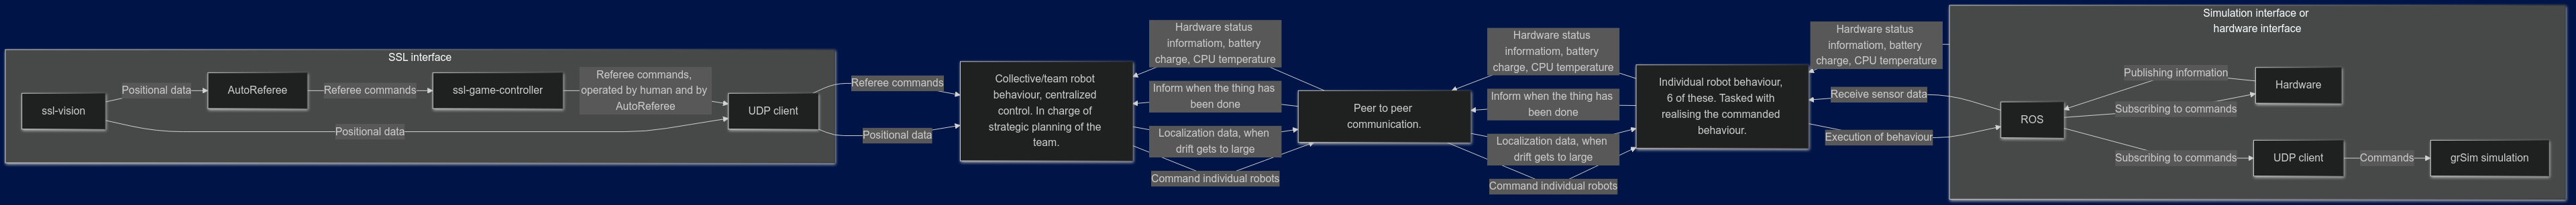 SSL interface
ssl-vision
Positional data
AutoReferee
Referee commands
ssl-game-controller
Referee commands,
operated by human and by
AutoReferee
Positional data
UDP client
Referee commands
Positional data
Collective/team robot
behaviour, centralized
control. In charge of
strategic planning of the
team.
Hardware status
informatiom, battery
charge, CPU temperature
Inform when the thing has
been done
Localization data, when
drift gets to large
Command individual robots
Peer to peer
communication.
Hardware status
informatiom, battery
charge, CPU temperature
Inform when the thing has
been done
Localization data, when
drift gets to large
Command individual robots
Individual robot behaviour,
6 of these. Tasked with
realising the commanded
behaviour.
Hardware status
informatiom, battery
charge, CPU temperature
Receive sensor data
Execution of behaviour
Simulation interface or
hardware interface
ROS
Publishing information
Subscribing to commands
Hardware
Subscribing to commands
UDP client
Commands
grSim simulation